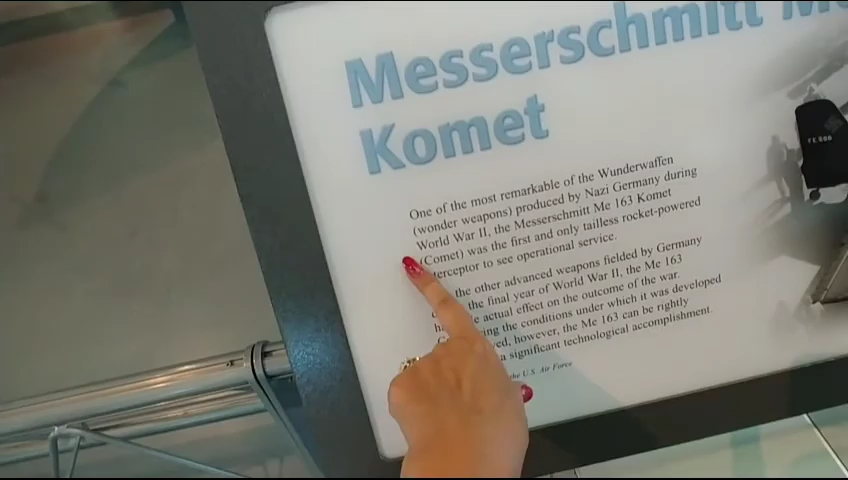 Messerschmitt Me
Komet
One of the most remarkable of the Wunderwaffen
(wonder weapons) produced by Nazi Germany during
World War II, the Messerschmitt Me 163 Komet
(Comet) was the first and only tailless rocket-powered
terceptor to see operational service.
the other advanced weapons fielded by Germany
the final year of World War II, the Me 163
actual effect on the outcome of the war.
ing the conditions under which it was developed
ed, however, the Me 163 can be rightly
a significant technological accomplishment.
the U.S. Air Force